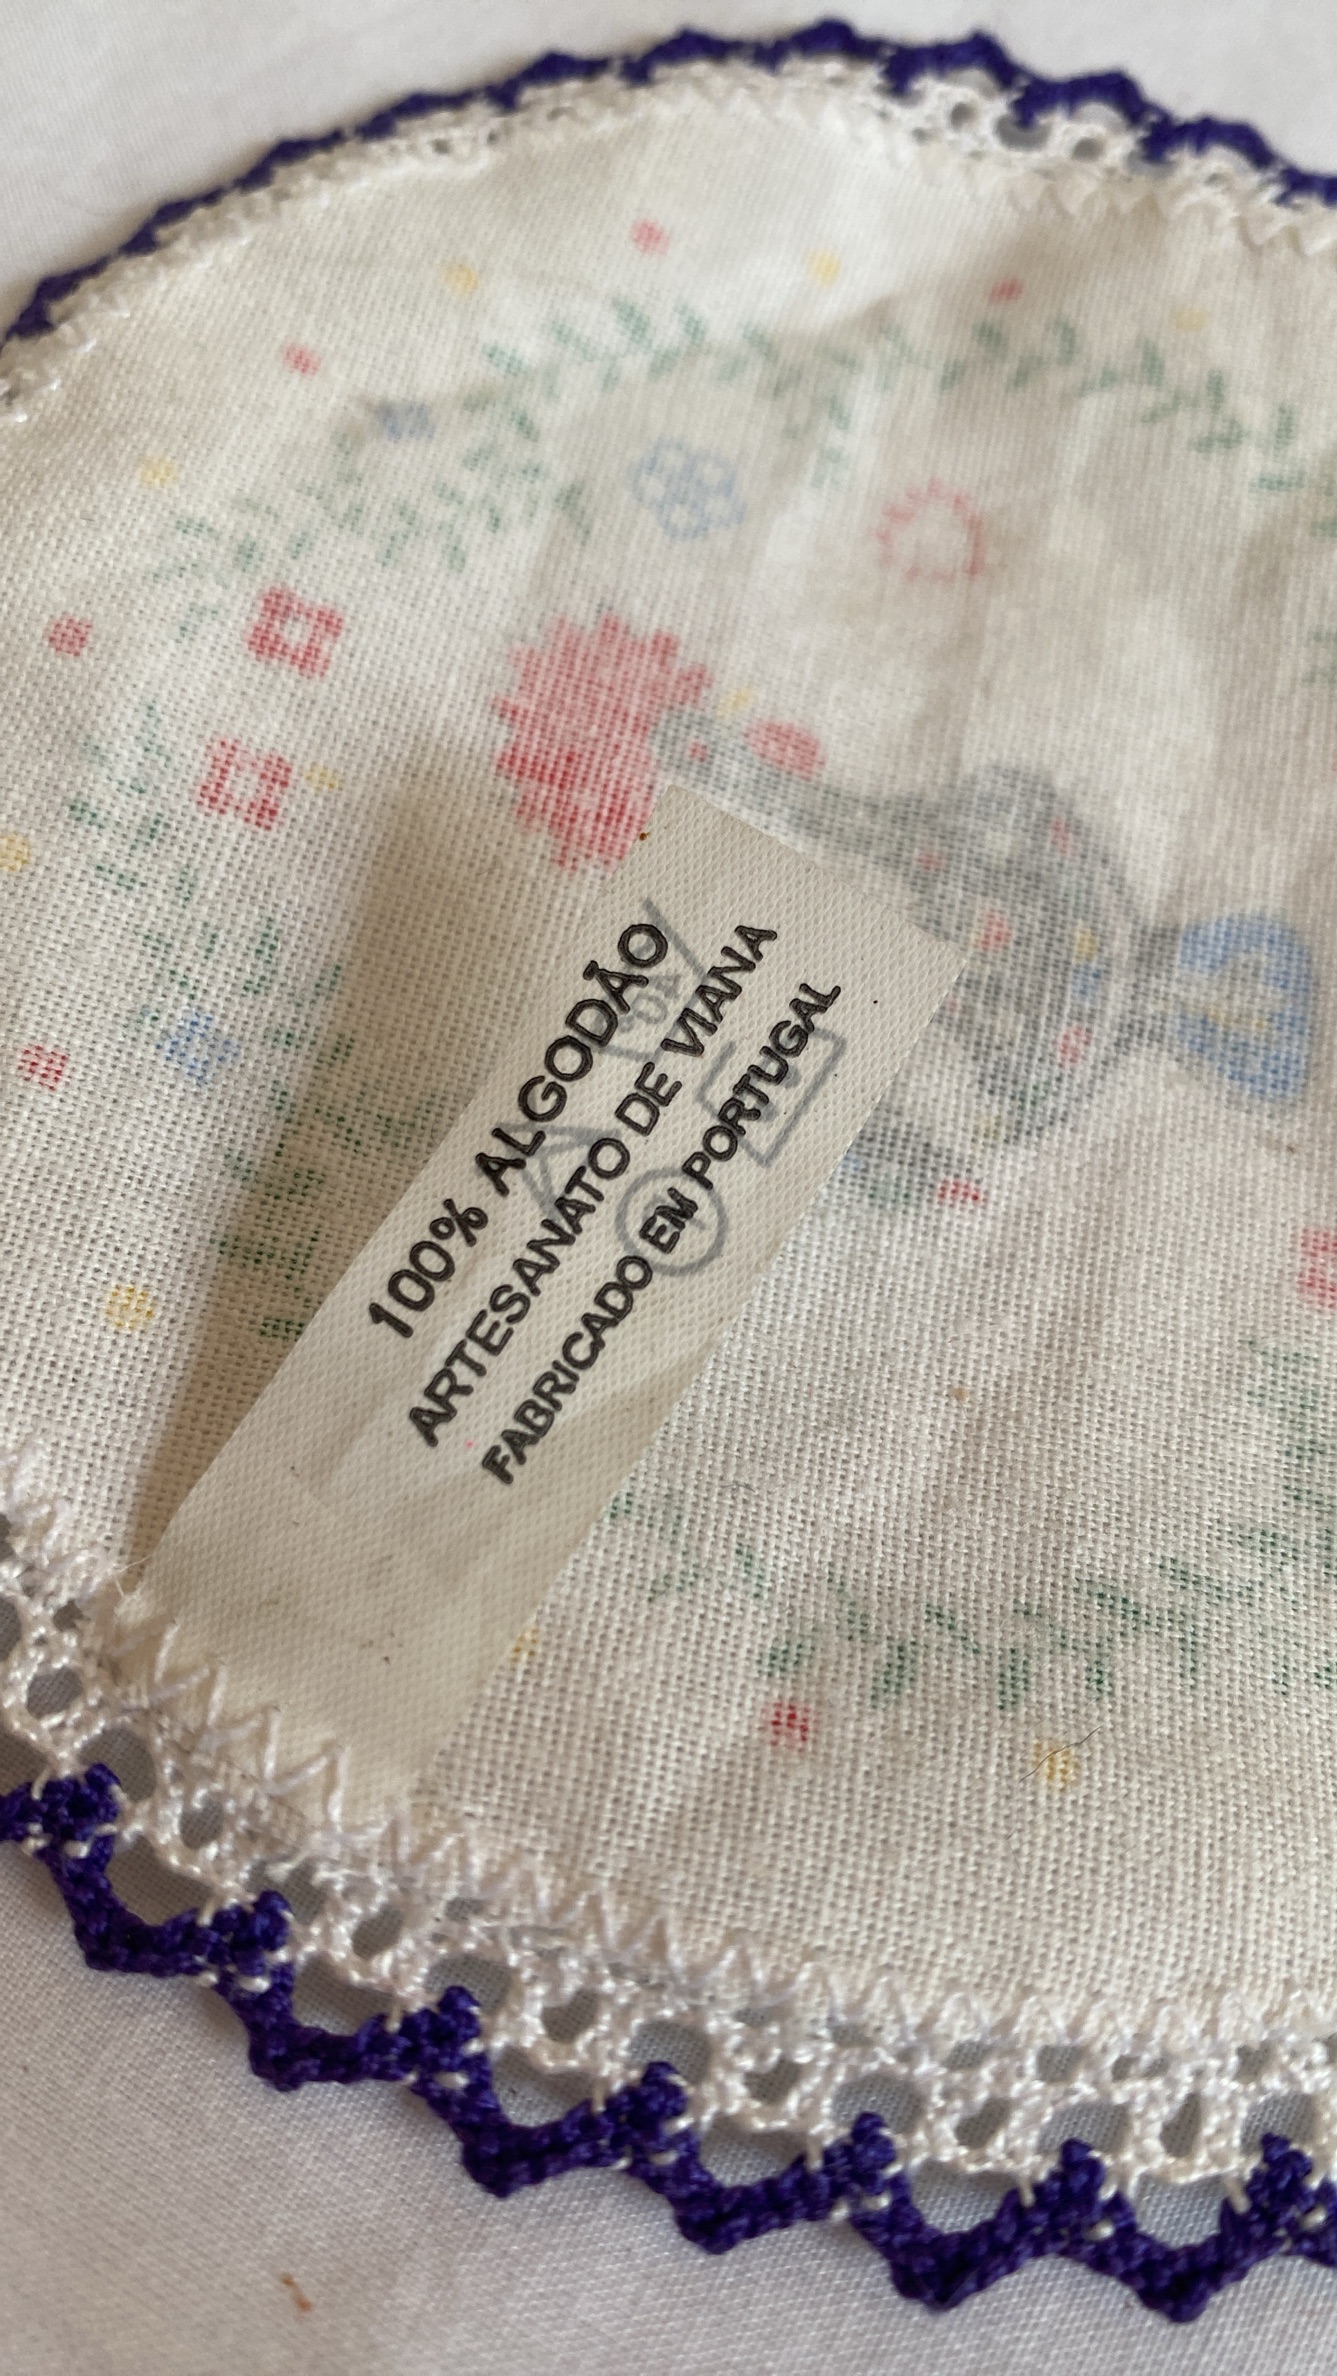 100% ALGODÃO
ARTESANATO DE VIANA
FABRICADO EM PORTUGAL